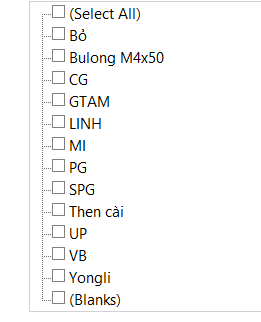 (Select All)
Bỏ
Bulong M4x50
CG
GTAM
LINH
MI
PG
SPG
Then cài
UP
VB
Yongli
(Blanks)